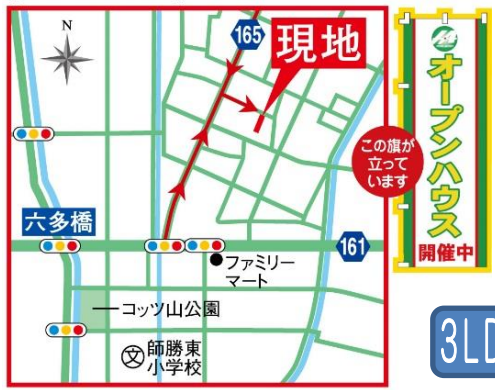 N
165
現地
六多橋
161
ファミリー
マート
コッツ山公園
文
師勝東
小学校
この旗が
立って
います
オープンハウス
開催中
3LD